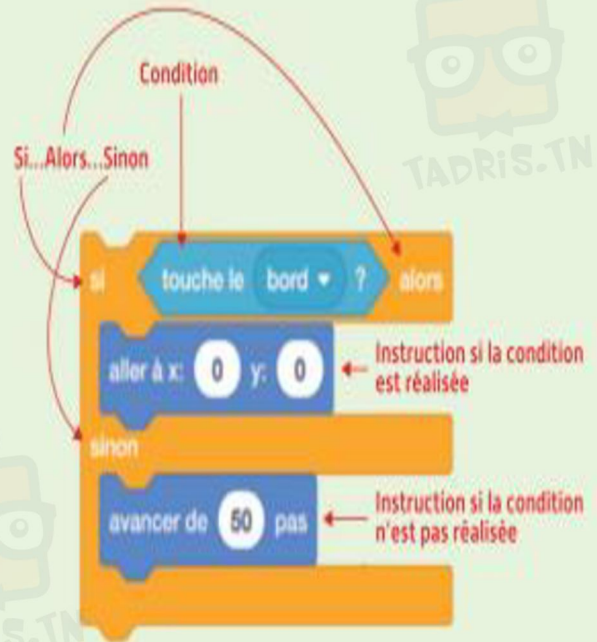 Condition
TADRIS.TN
Si...Alors...Sinon
si touche le bord ? alors
aller à x: 0 y: 0
Instruction si la condition
est réalisée
sinon
avancer de 50 pas
Instruction si la condition
n'est pas réalisée
S.TN